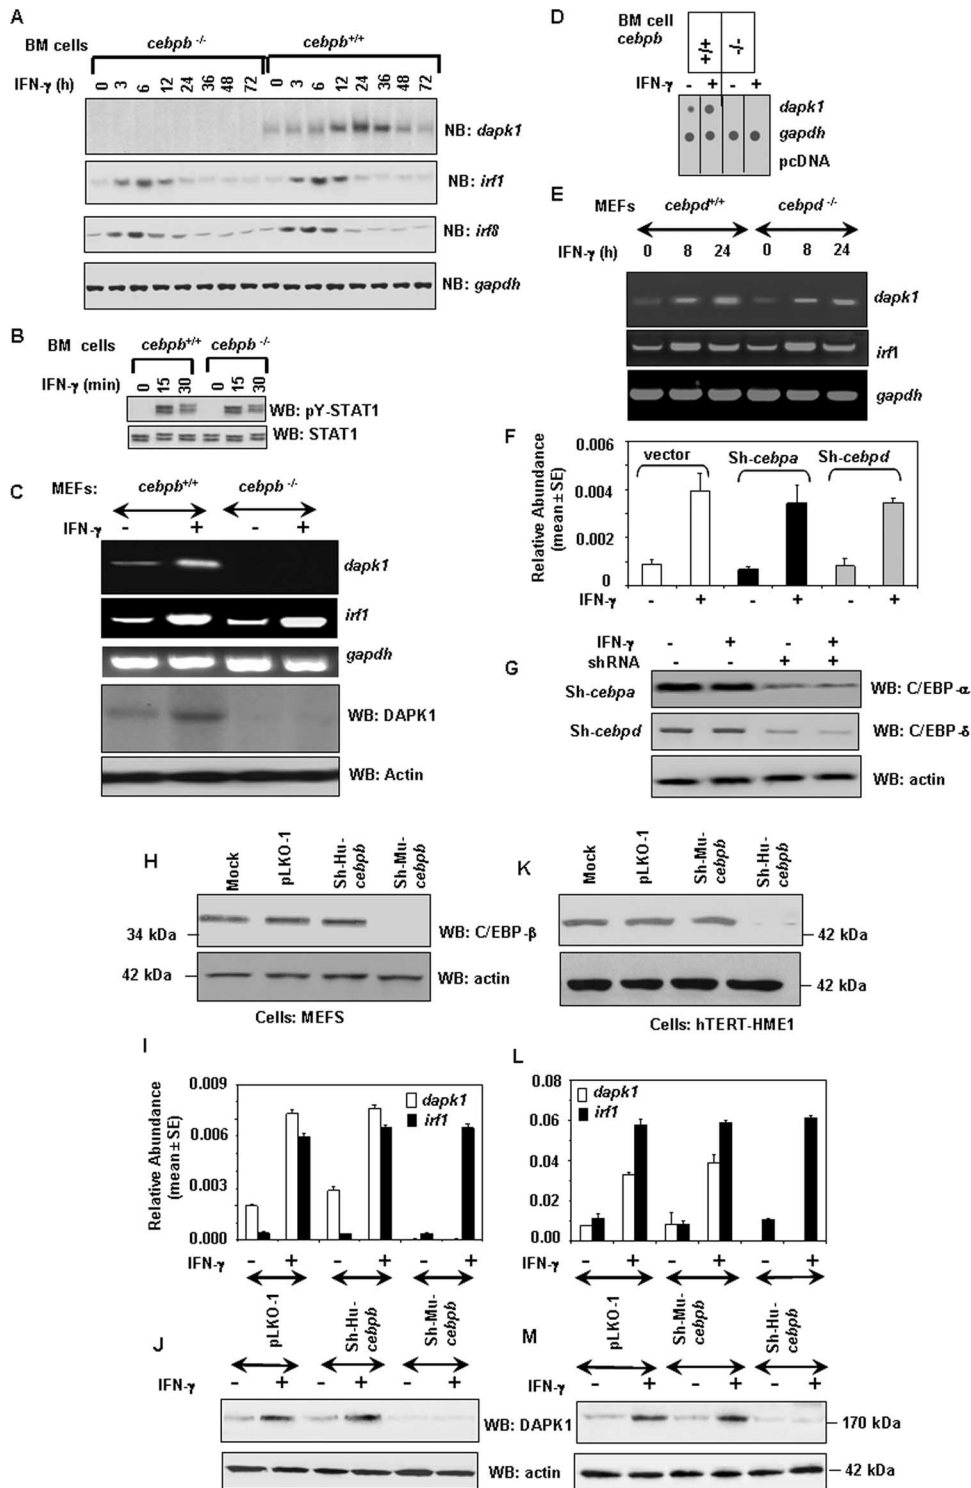 A
BM cells cebpb -/- cebpb+/+
IFN-γ (h) 0 3 6 12 24 36 48 72 0 3 6 12 24 36 48 72
NB: dapk1
NB: irf1
NB: irf8
NB: gapdh
B
BM cells cebpb+/+ cebpb -/-
IFN-γ (min) 0 15 30 0 15 30
WB: pY-STAT1
WB: STAT1
C
MEFs: cebpb+/+ cebpb -/-
IFN-γ - + - +
dapk1
irf1
gapdh
WB: DAPK1
WB: Actin
D
BM cell
cebpb +/+ -/-
IFN-γ - + - +
dapk1
gapdh
pcDNA
E
MEFs cebpd+/+ cebpd -/-
IFN-γ (h) 0 8 24 0 8 24
dapk1
irf1
gapdh
F
Relative Abundance
(mean ± SE)
0.006
0.004
0.002
0
vector Sh-cebpa Sh-cebpd
IFN-γ - + - + - +
G
IFN-γ - + - +
shRNA - - + +
Sh-cebpa WB: C/EBP-α
Sh-cebpd WB: C/EBP-δ
WB: actin
H
Mock pLKO-1 Sh-Hu-cebpb Sh-Mu-cebpb
34 kDa WB: C/EBP-β
42 kDa WB: actin
Cells: MEFS
K
Mock pLKO-1 Sh-Mu-cebpb Sh-Hu-cebpb
42 kDa
42 kDa
Cells: hTERT-HME1
I
Relative Abundance
(mean ± SE)
0.009
0.006
0.003
0.000
dapk1
irf1
IFN-γ - + - + - +
pLKO-1 Sh-Hu-cebpb Sh-Mu-cebpb
L
0.08
0.06
0.04
0.02
0.00
dapk1
irf1
IFN-γ - + - + - +
pLKO-1 Sh-Mu-cebpb Sh-Hu-cebpb
J
IFN-γ - + - + - +
WB: DAPK1
WB: actin
M
IFN-γ - + - + - +
170 kDa
42 kDa